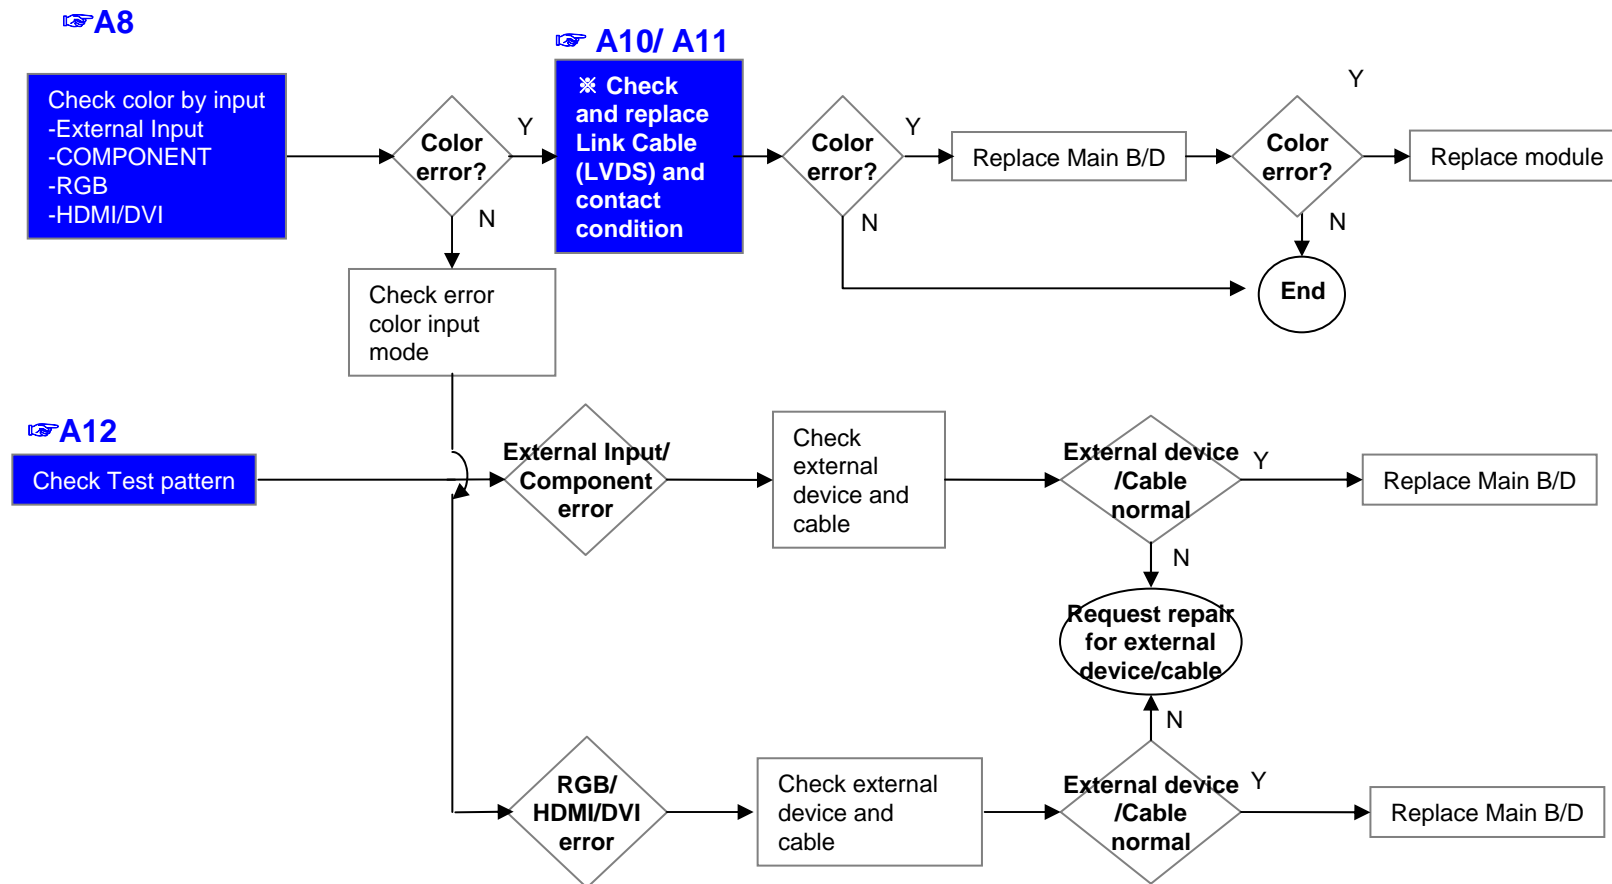 ☞A8
☞ A10/ A11
Check color by input
-External Input
-COMPONENT
-RGB
-HDMI/DVI
Color
error?
Y
N
※ Check
and replace
Link Cable
(LVDS) and
contact
condition
Color
error?
Y
N
Replace Main B/D
Color
error?
Y
N
Replace module
End
Check error
color input
mode
☞A12
Check Test pattern
External Input/
Component
error
Check
external
device and
cable
External device
/Cable
normal
Y
N
Replace Main B/D
Request repair
for external
device/cable
N
RGB/
HDMI/DVI
error
Check external
device and
cable
External device
/Cable
normal
Y
Replace Main B/D